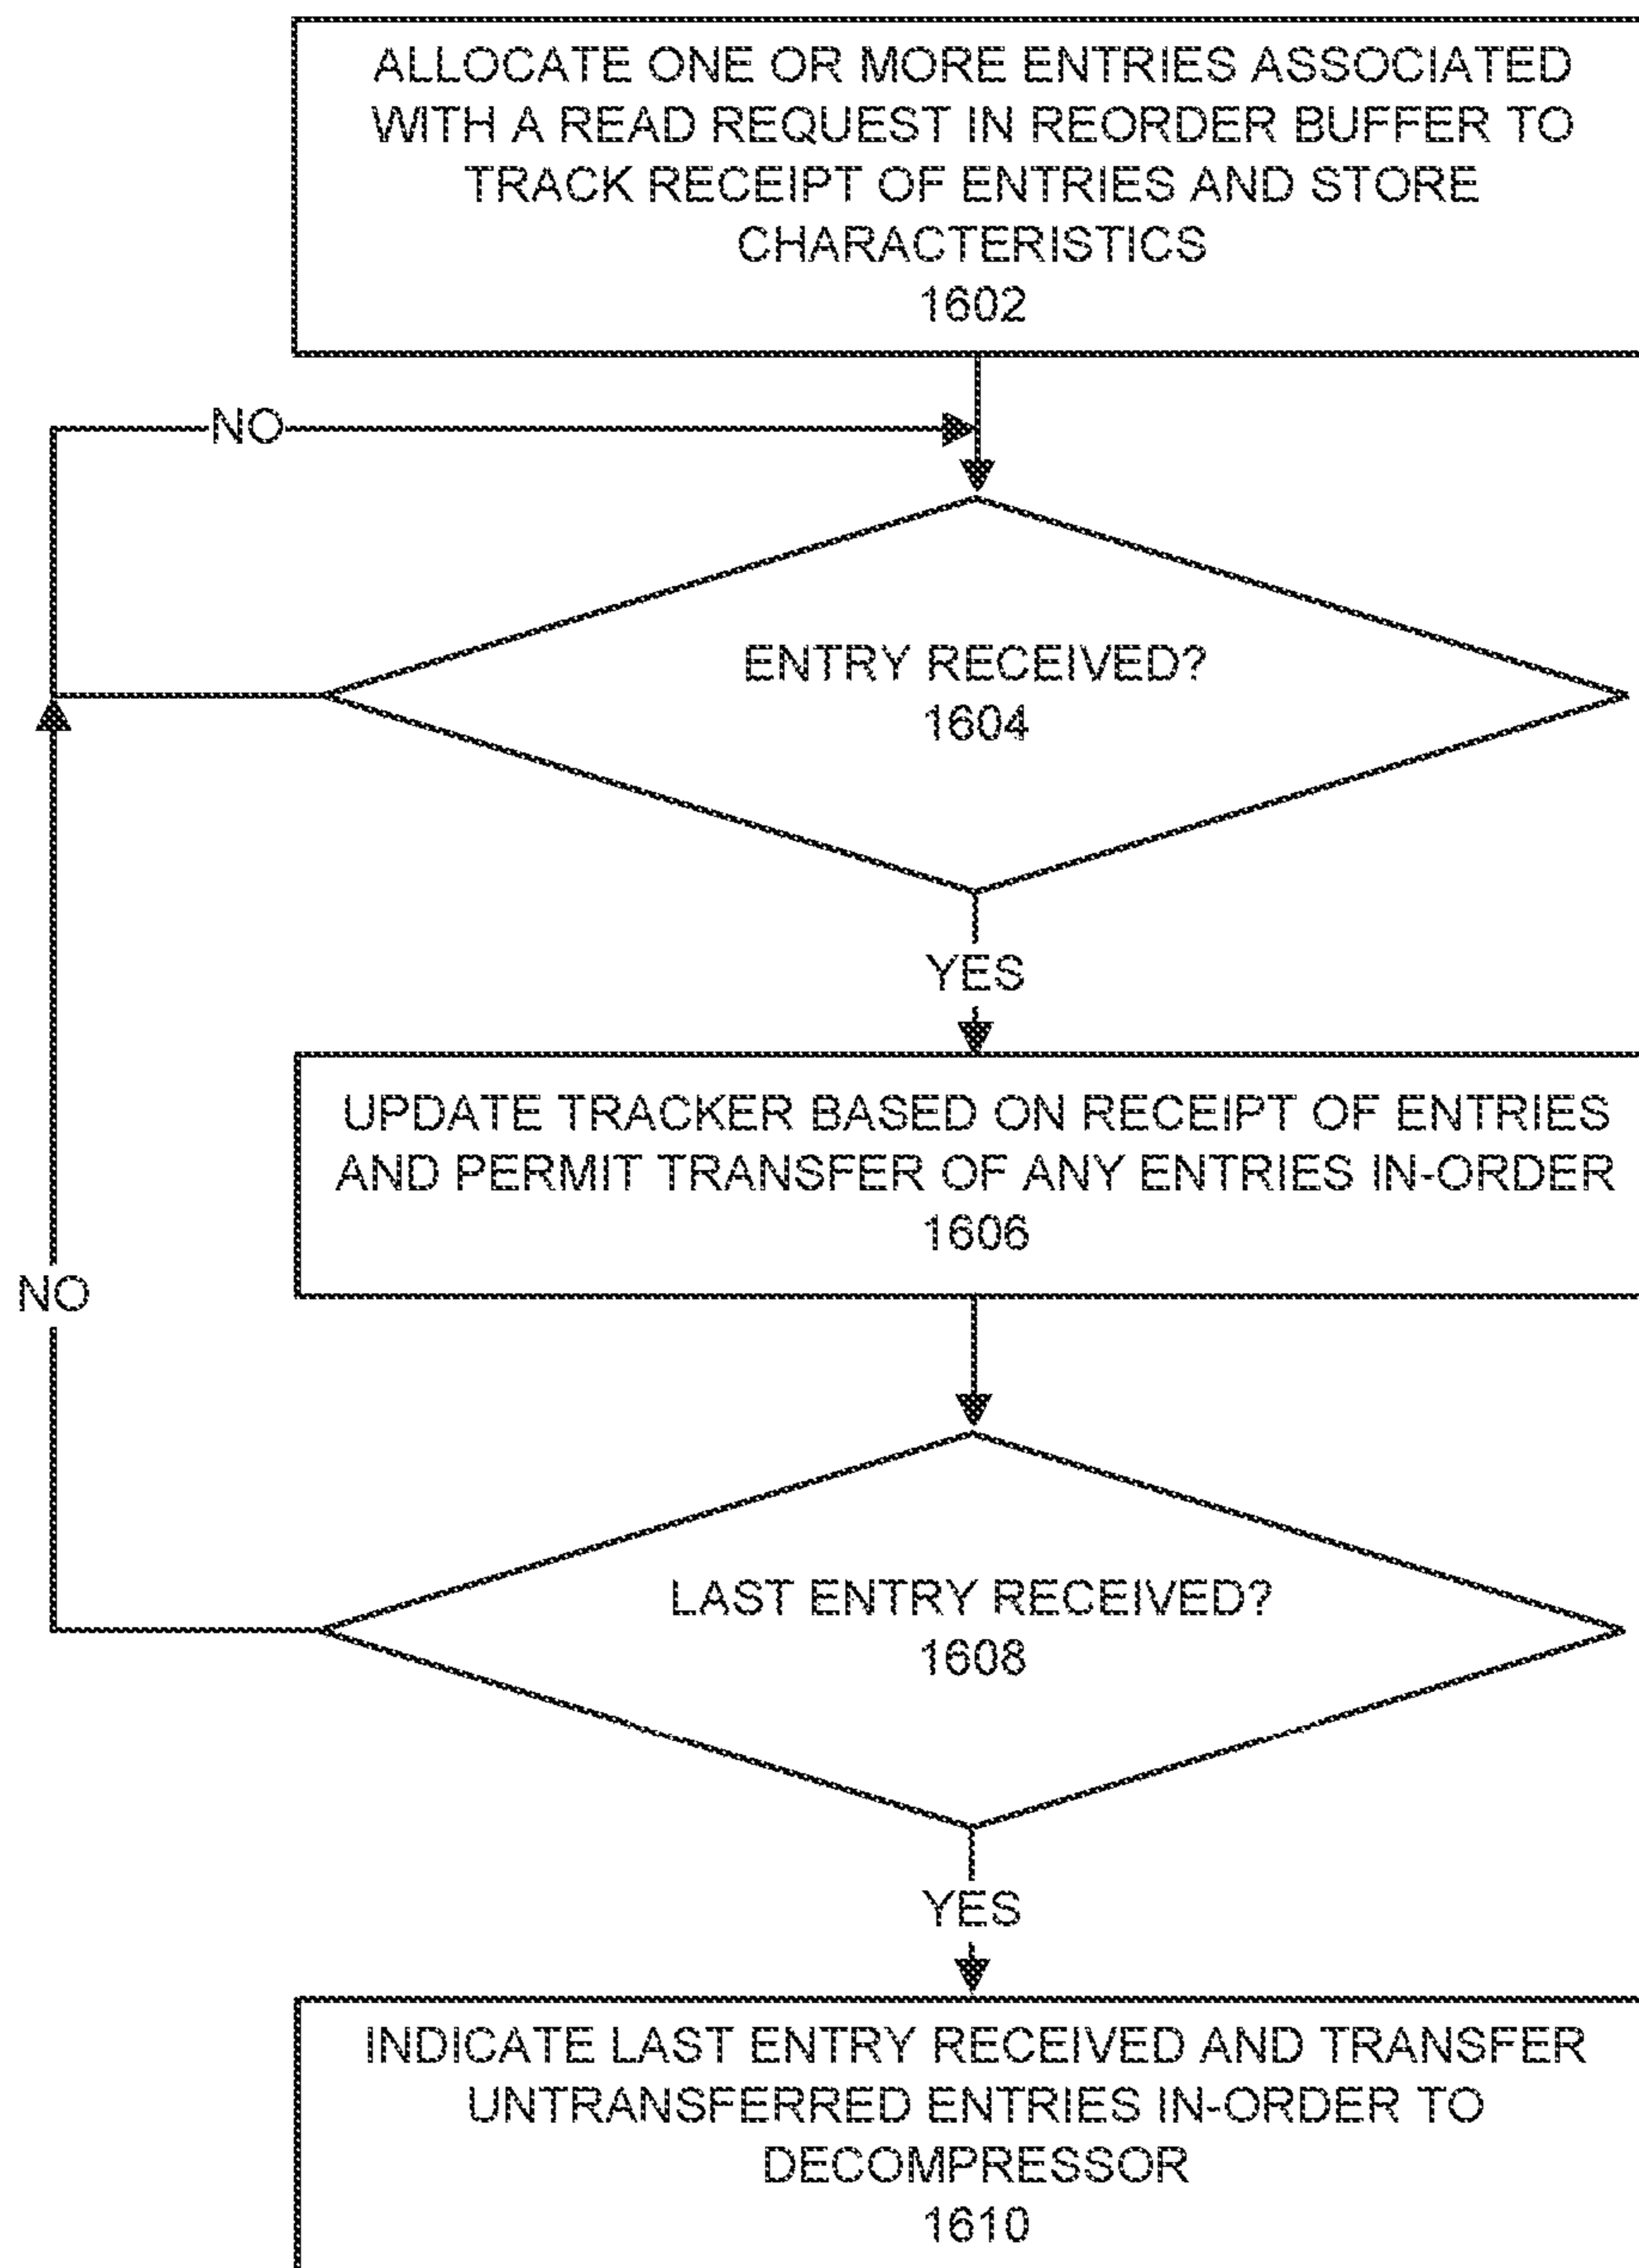 ALLOCATE ONE OR MORE ENTRIES ASSOCIATED
WITH A READ REQUEST IN REORDER BUFFER TO
TRACK RECEIPT OF ENTRIES AND STORE
CHARACTERISTICS
1602
NO
ENTRY RECEIVED?
1604
YES
UPDATE TRACKER BASED ON RECEIPT OF ENTRIES
AND PERMIT TRANSFER OF ANY ENTRIES IN-ORDER
1606
NO
LAST ENTRY RECEIVED?
1608
YES
INDICATE LAST ENTRY RECEIVED AND TRANSFER
UNTRANSFERRED ENTRIES IN-ORDER TO
DECOMPRESSOR
1610